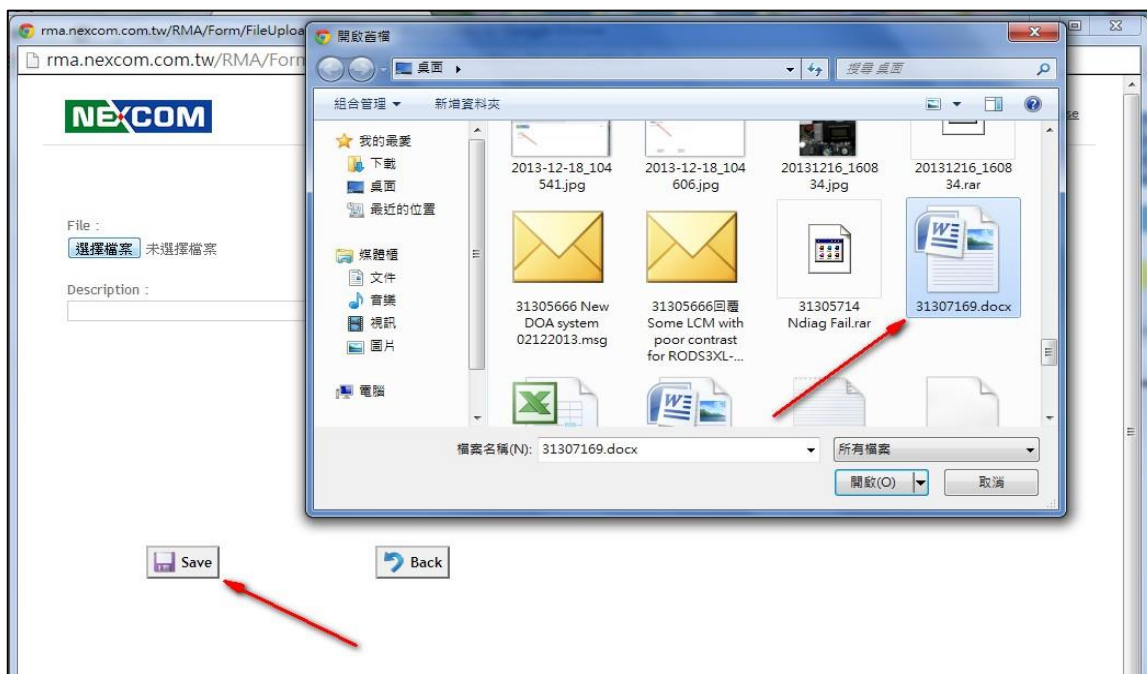 rma.nexcom.com.tw/RMA/Form/FileUploa
rma.nexcom.com.tw/RMA/Form
NEXCOM
se
File :
選擇檔案 未選擇檔案
Description :
Save
Back
開啟舊檔
桌面
搜尋 桌面
組合管理
新增資料夾
我的最愛
下載
桌面
最近的位置
媒體櫃
文件
音樂
視訊
圖片
電腦
2013-12-18_104
541.jpg
2013-12-18_104
606.jpg
20131216_1608
34.jpg
20131216_1608
34.rar
31305666 New
DOA system
02122013.msg
31305666回覆
Some LCM with
poor contrast
for RODS3XL-...
31305714
Ndiag Fail.rar
31307169.docx
檔案名稱(N): 31307169.docx
所有檔案
開啟(O)
取消